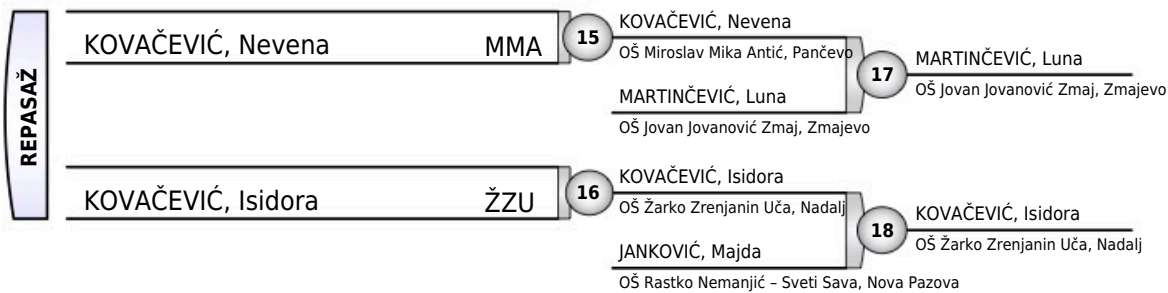 REPASAŽ
KOVAČEVIĆ, Nevena MMA
15
KOVAČEVIĆ, Nevena
OŠ Miroslav Mika Antić, Pančevo
MARTINČEVIĆ, Luna
OŠ Jovan Jovanović Zmaj, Zmajevo
17
MARTINČEVIĆ, Luna
OŠ Jovan Jovanović Zmaj, Zmajevo
KOVAČEVIĆ, Isidora ŽZU
16
KOVAČEVIĆ, Isidora
OŠ Žarko Zrenjanin Uča, Nadalj
JANKOVIĆ, Majda
OŠ Rastko Nemanjić – Sveti Sava, Nova Pazova
18
KOVAČEVIĆ, Isidora
OŠ Žarko Zrenjanin Uča, Nadalj